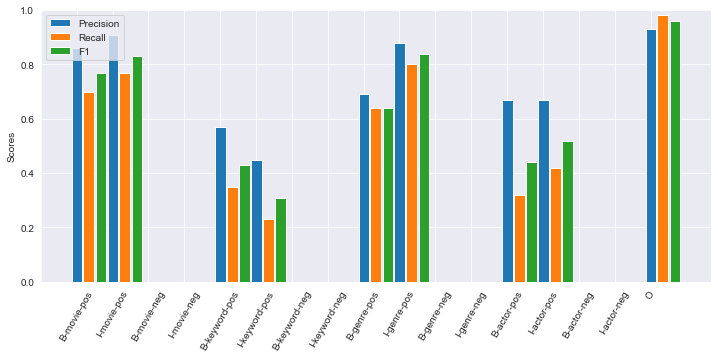 Precision
Recall
F1
Scores
1.0
0.8
0.6
0.4
0.2
0.0
B-movie-pos
I-movie-pos
B-movie-neg
I-movie-neg
B-keyword-pos
I-keyword-pos
B-keyword-neg
I-keyword-neg
B-genre-pos
I-genre-pos
B-genre-neg
I-genre-neg
B-actor-pos
I-actor-pos
B-actor-neg
I-actor-neg
O